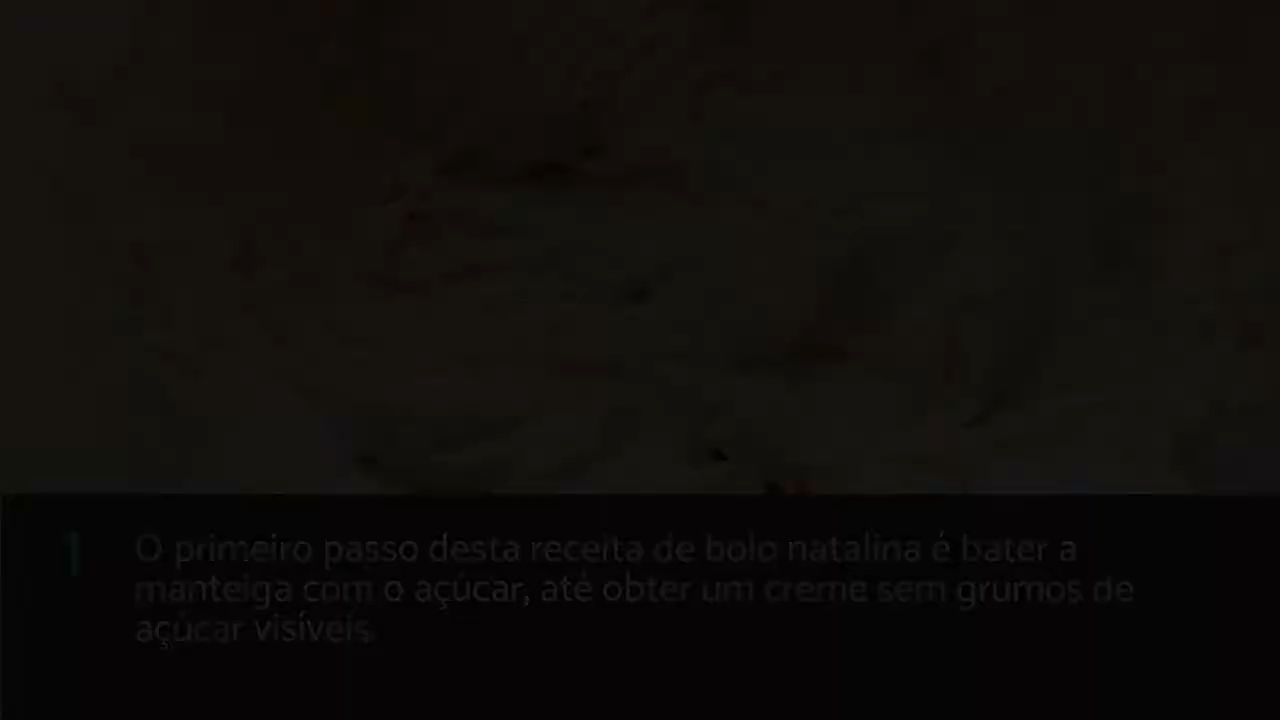 1 O primeiro passo desta receita de bolo natalina é bater a
manteiga com o açúcar, até obter um creme sem grumos de
açúcar visíveis.